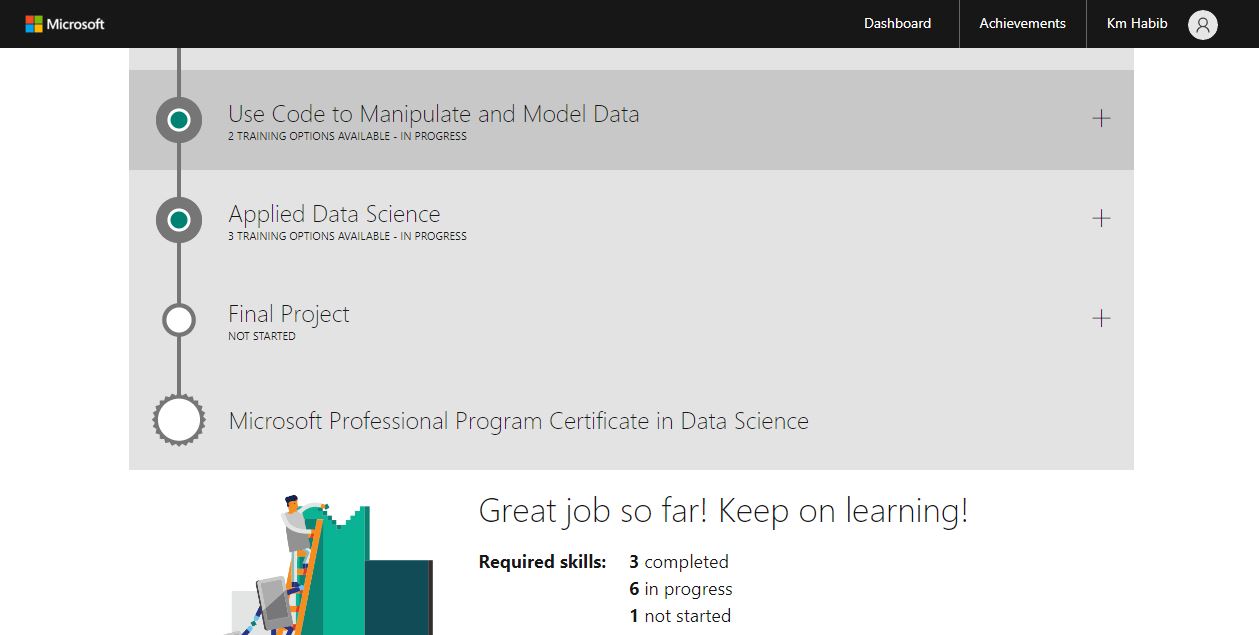 Microsoft
Dashboard
Achievements
Km Habib
Use Code to Manipulate and Model Data
2 TRAINING OPTIONS AVAILABLE - IN PROGRESS
Applied Data Science
3 TRAINING OPTIONS AVAILABLE - IN PROGRESS
Final Project
NOT STARTED
Microsoft Professional Program Certificate in Data Science
Great job so far! Keep on learning!
Required skills: 3 completed
6 in progress
1 not started